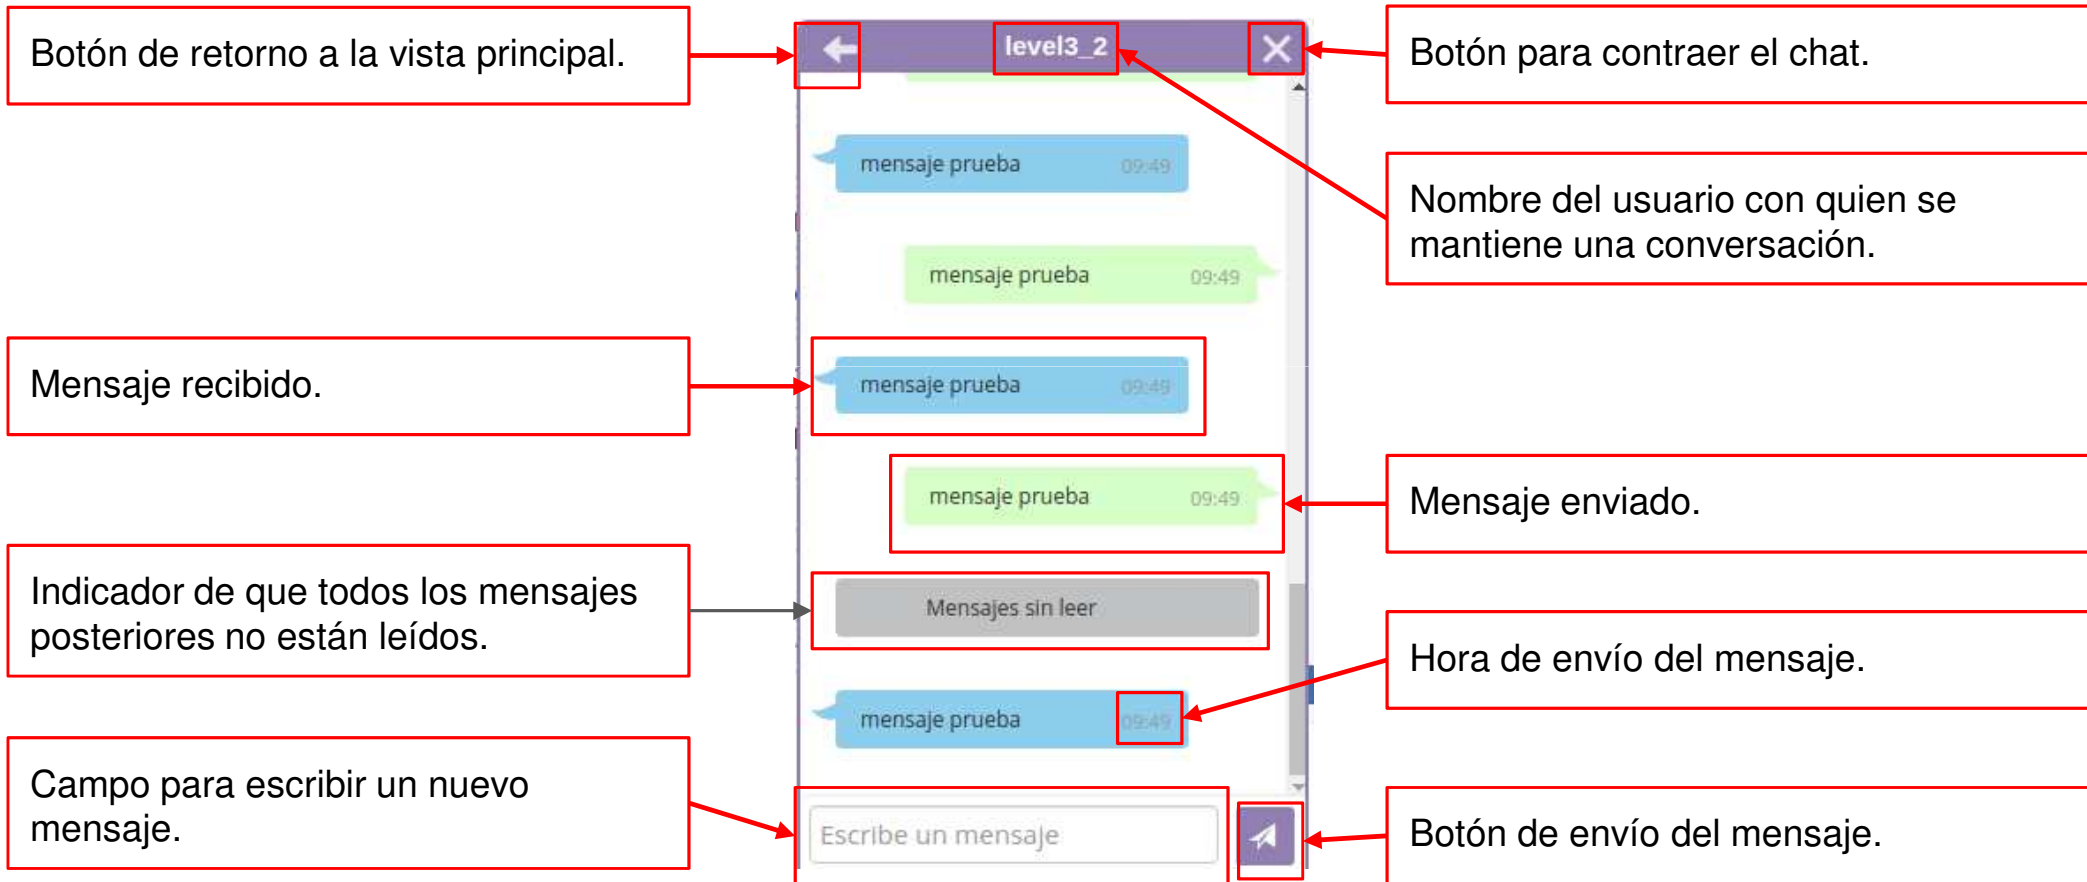 Botón de retorno a la vista principal.
level3_2
Botón para contraer el chat.
mensaje prueba 09:49
Nombre del usuario con quien se
mantiene una conversación.
mensaje prueba 09:49
Mensaje recibido.
mensaje prueba 09:49
mensaje prueba 09:49
Mensaje enviado.
Indicador de que todos los mensajes
posteriores no están leídos.
Mensajes sin leer
Hora de envío del mensaje.
mensaje prueba 09:49
Campo para escribir un nuevo
mensaje.
Escribe un mensaje
Botón de envío del mensaje.